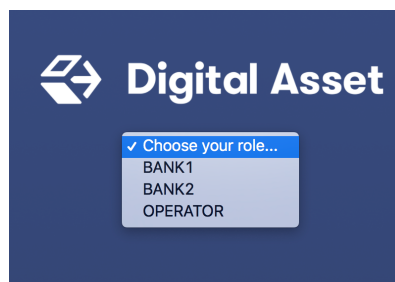 Digital Asset
✓ Choose your role...
BANK1
BANK2
OPERATOR